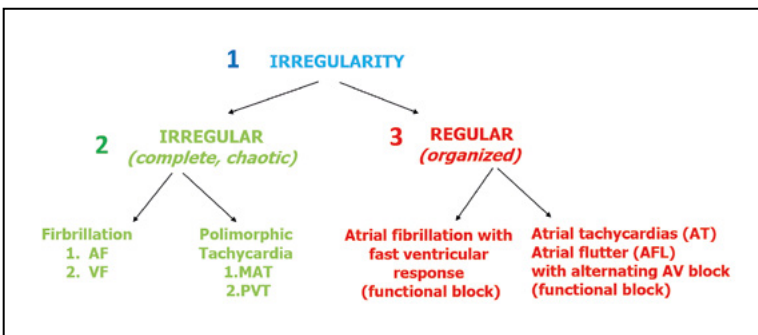 1 IRREGULARITY
2 IRREGULAR
(complete, chaotic)
3 REGULAR
(organized)
Firbrillation
1. AF
2. VF
Polimorphic
Tachycardia
1.MAT
2.PVT
Atrial fibrillation with
fast ventricular
response
(functional block)
Atrial tachycardias (AT)
Atrial flutter (AFL)
with alternating AV block
(functional block)